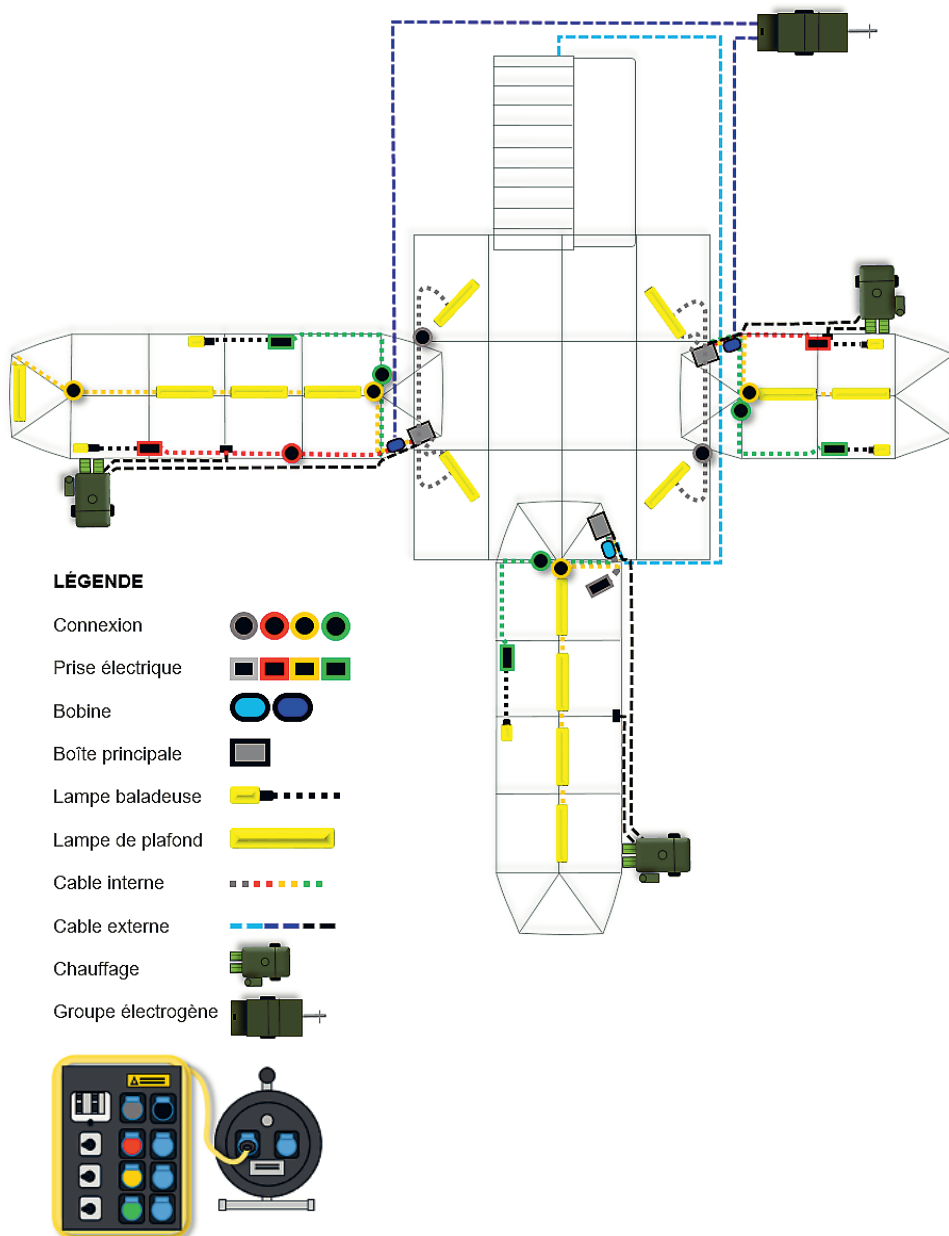 LÉGENDE
Connexion
Prise électrique
Bobine
Boîte principale
Lampe baladeuse
Lampe de plafond
Cable interne
Cable externe
Chauffage
Groupe électrogène